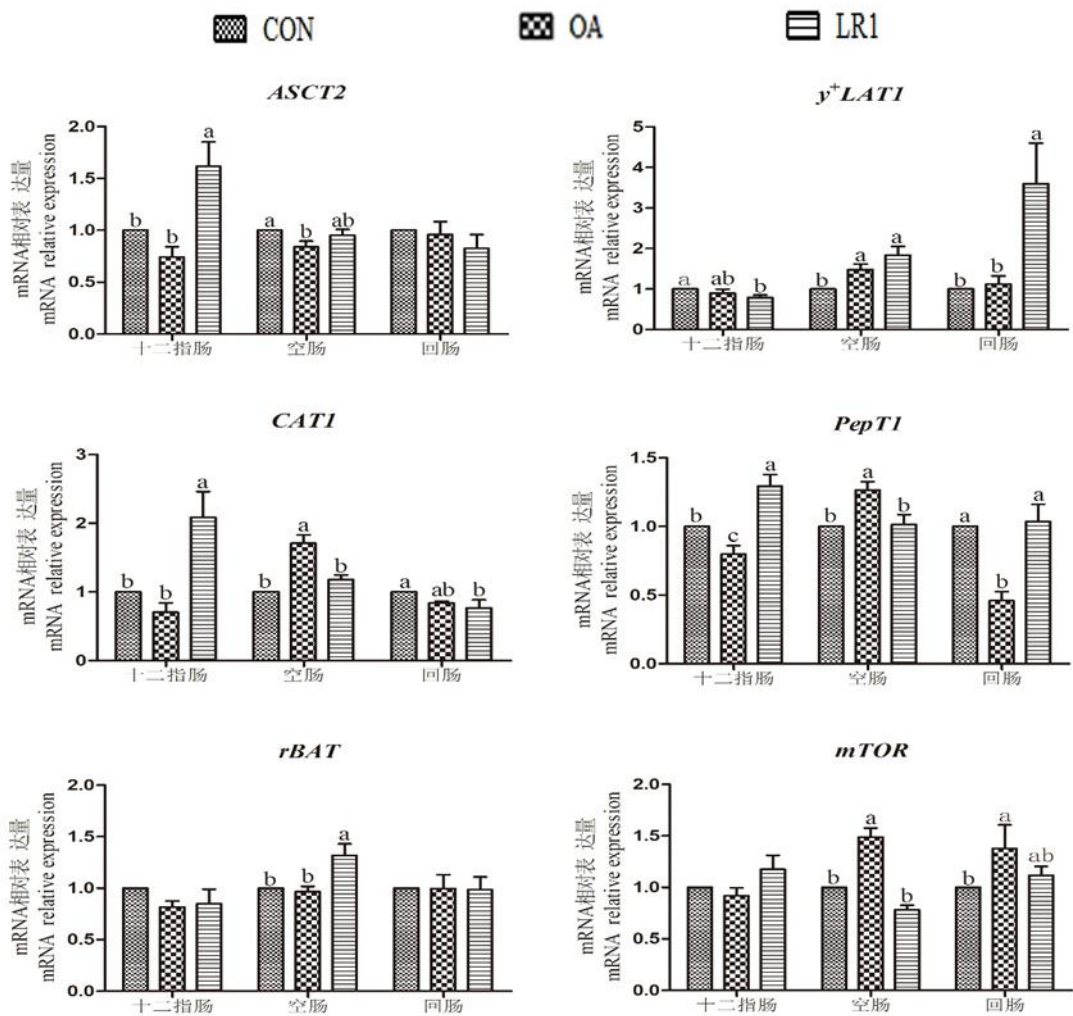 CON OA LR1
ASCT2
mRNA相对表 达量
mRNA relative expression
2.0
1.5
1.0
0.5
0.0
b b a a b ab
十二指肠 空肠 回肠
y⁺LAT1
mRNA相对表 达量
mRNA relative expression
5
4
3
2
1
0
a ab b b a a b b a
十二指肠 空肠 回肠
CAT1
mRNA相对表 达量
mRNA relative expression
3
2
1
0
b b a b a b a ab b
十二指肠 空肠 回肠
PepT1
mRNA相对表 达量
mRNA relative expression
1.5
1.0
0.5
0.0
b c a b a b a b a
十二指肠 空肠 回肠
rBAT
mRNA相对表 达量
mRNA relative expression
2.0
1.5
1.0
0.5
0.0
b b a
十二指肠 空肠 回肠
mTOR
mRNA相对表 达量
mRNA relative expression
2.0
1.5
1.0
0.5
0.0
b a b b a ab
十二指肠 空肠 回肠